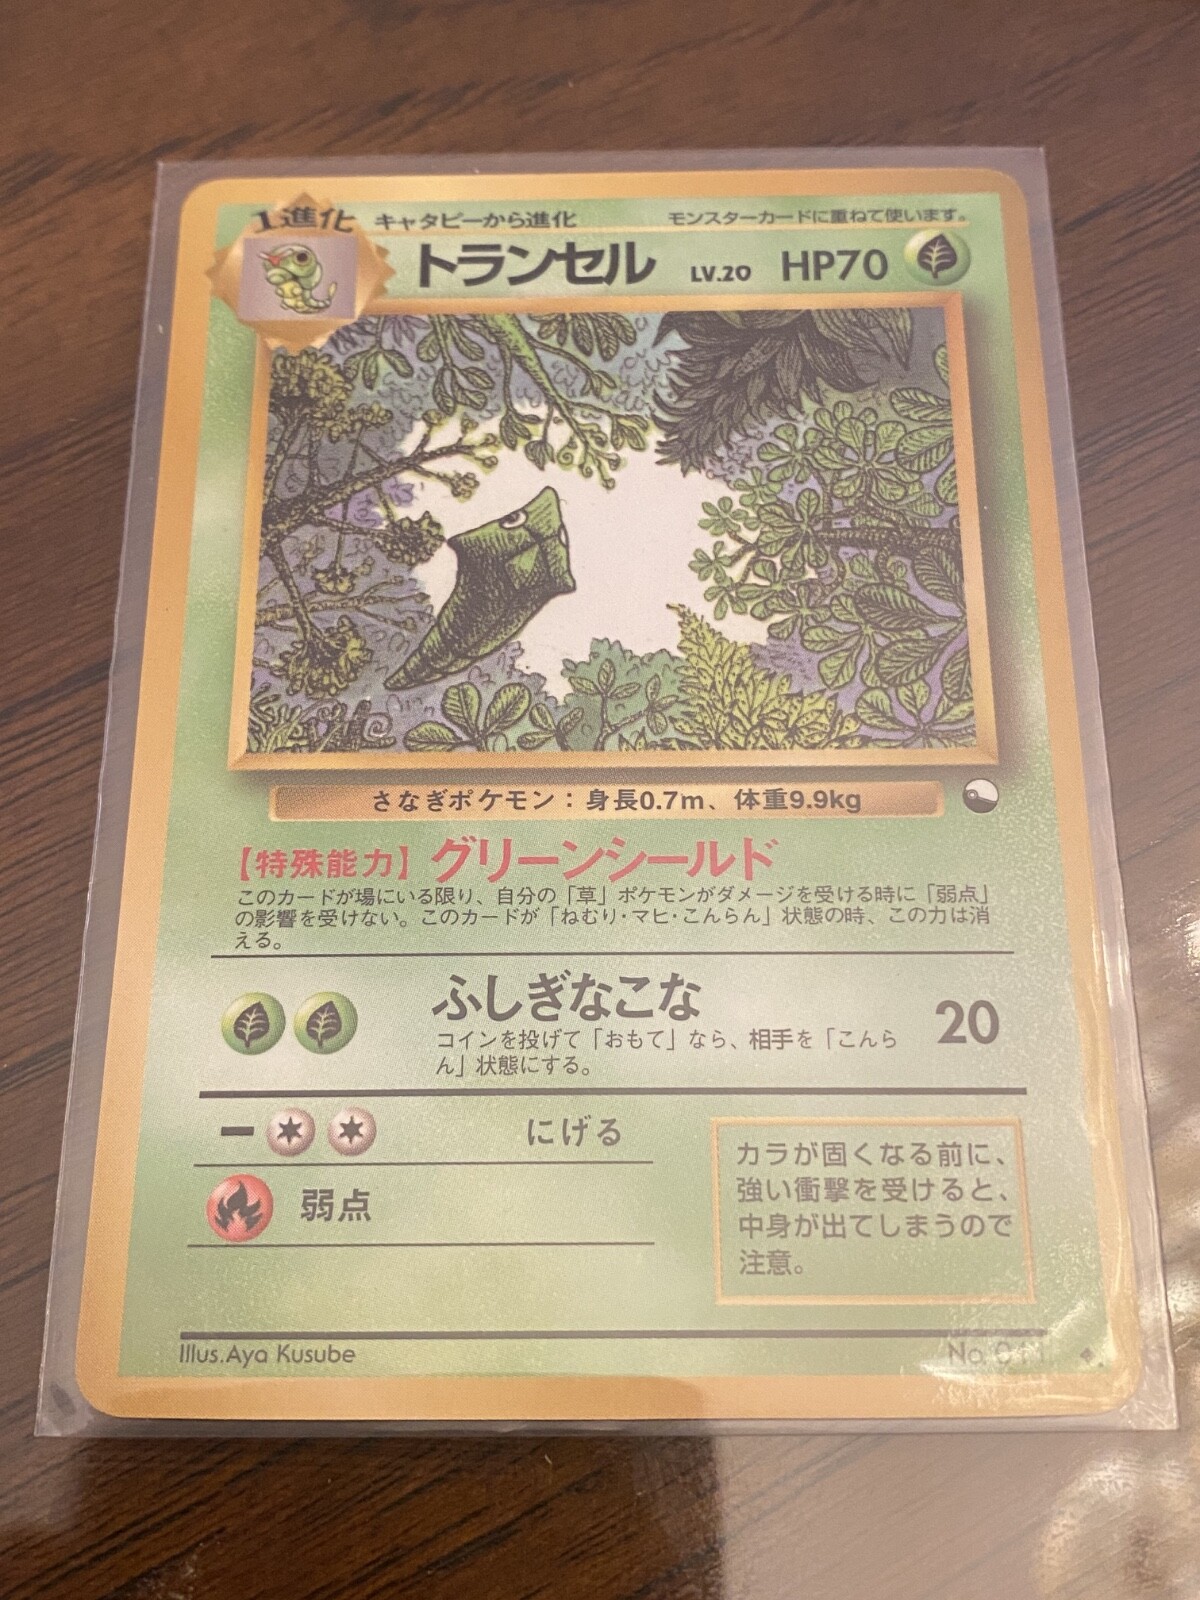 1進化 キャタピーから進化 モンスターカードに重ねて使います。
トランセル LV.20 HP70
さなぎポケモン：身長0.7m、体重9.9kg
【特殊能力】グリーンシールド
このカードが場にいる限り、自分の「草」ポケモンがダメージを受ける時に「弱点」
の影響を受けない。このカードが「ねむり・マヒ・こんらん」状態の時、この力は消
える。
ふしぎなこな 20
コインを投げて「おもて」なら、相手を「こんら
ん」状態にする。
にげる
弱点
カラが固くなる前に、
強い衝撃を受けると、
中身が出てしまうので
注意。
Illus.Aya Kusube No. 011